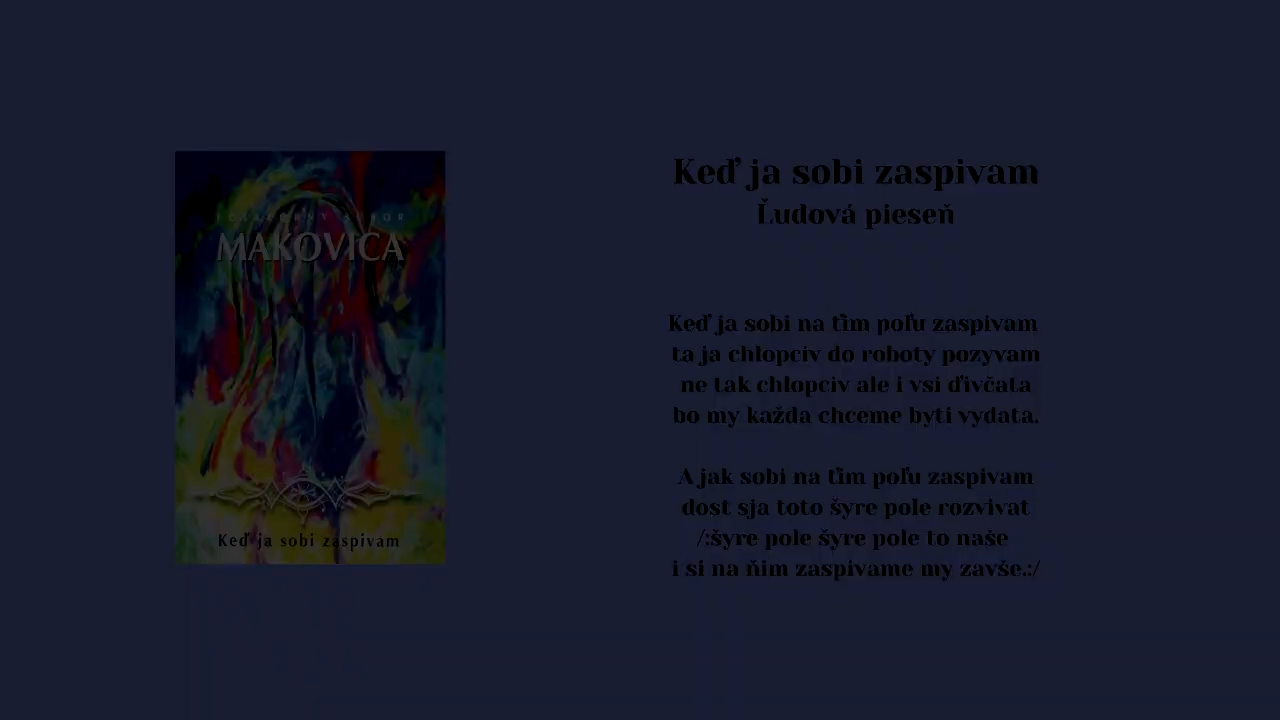 FOLKLÓRNY SÚBOR
MAKOVICA
Keď ja sobi zaspivam
Keď ja sobi zaspivam
Ľudová pieseň
Keď ja sobi na ťim poľu zaspivam
ta ja chlopciv do roboty pozyvam
ne tak chlopciv ale i vsi ďivčata
bo my každa chceme byti vydata.
A jak sobi na ťim poľu zaspivam
dost sja toto šyre pole rozvivat
/:šyre pole šyre pole to naše
i si na ňim zaspivame my zavše.:/